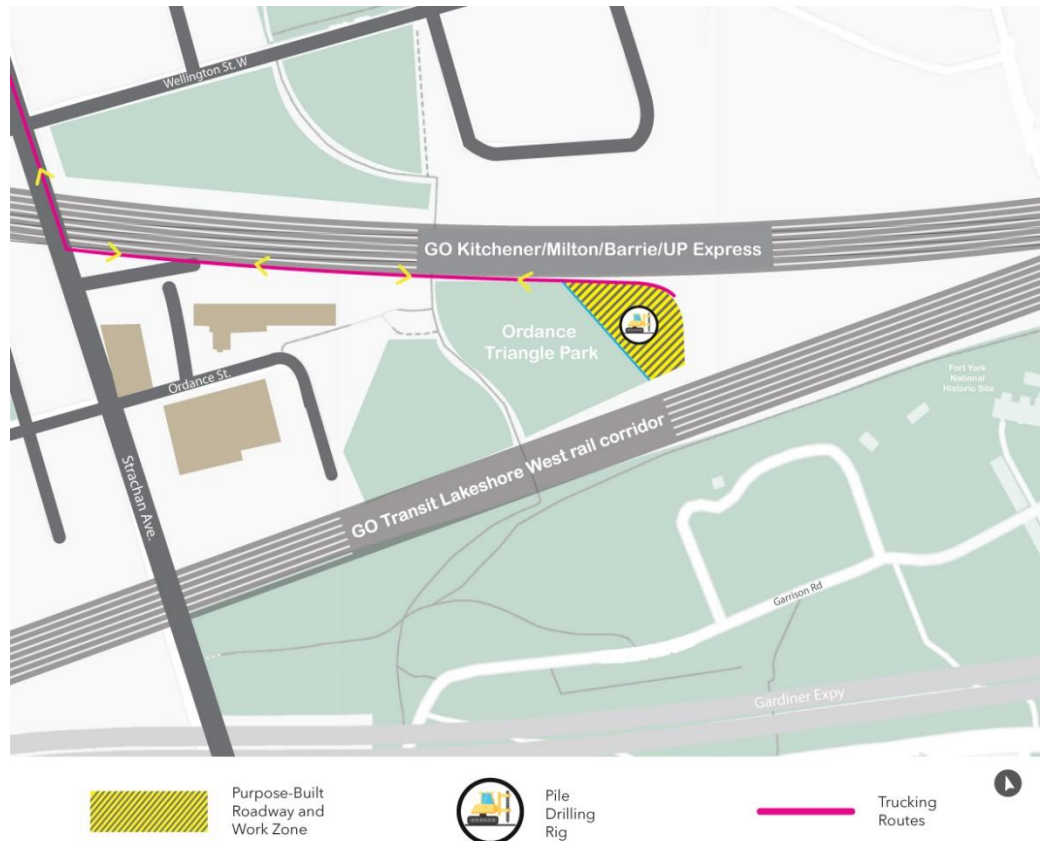 Wellington St. W
GO Kitchener/Milton/Barrie/UP Express
Ordance
Triangle Park
Ordance St.
Fort York
National
Historic Site
Strachan Ave.
GO Transit Lakeshore West rail corridor
Garrison Rd
Gardiner Expy
Purpose-Built
Roadway and
Work Zone
Pile
Drilling
Rig
Trucking
Routes